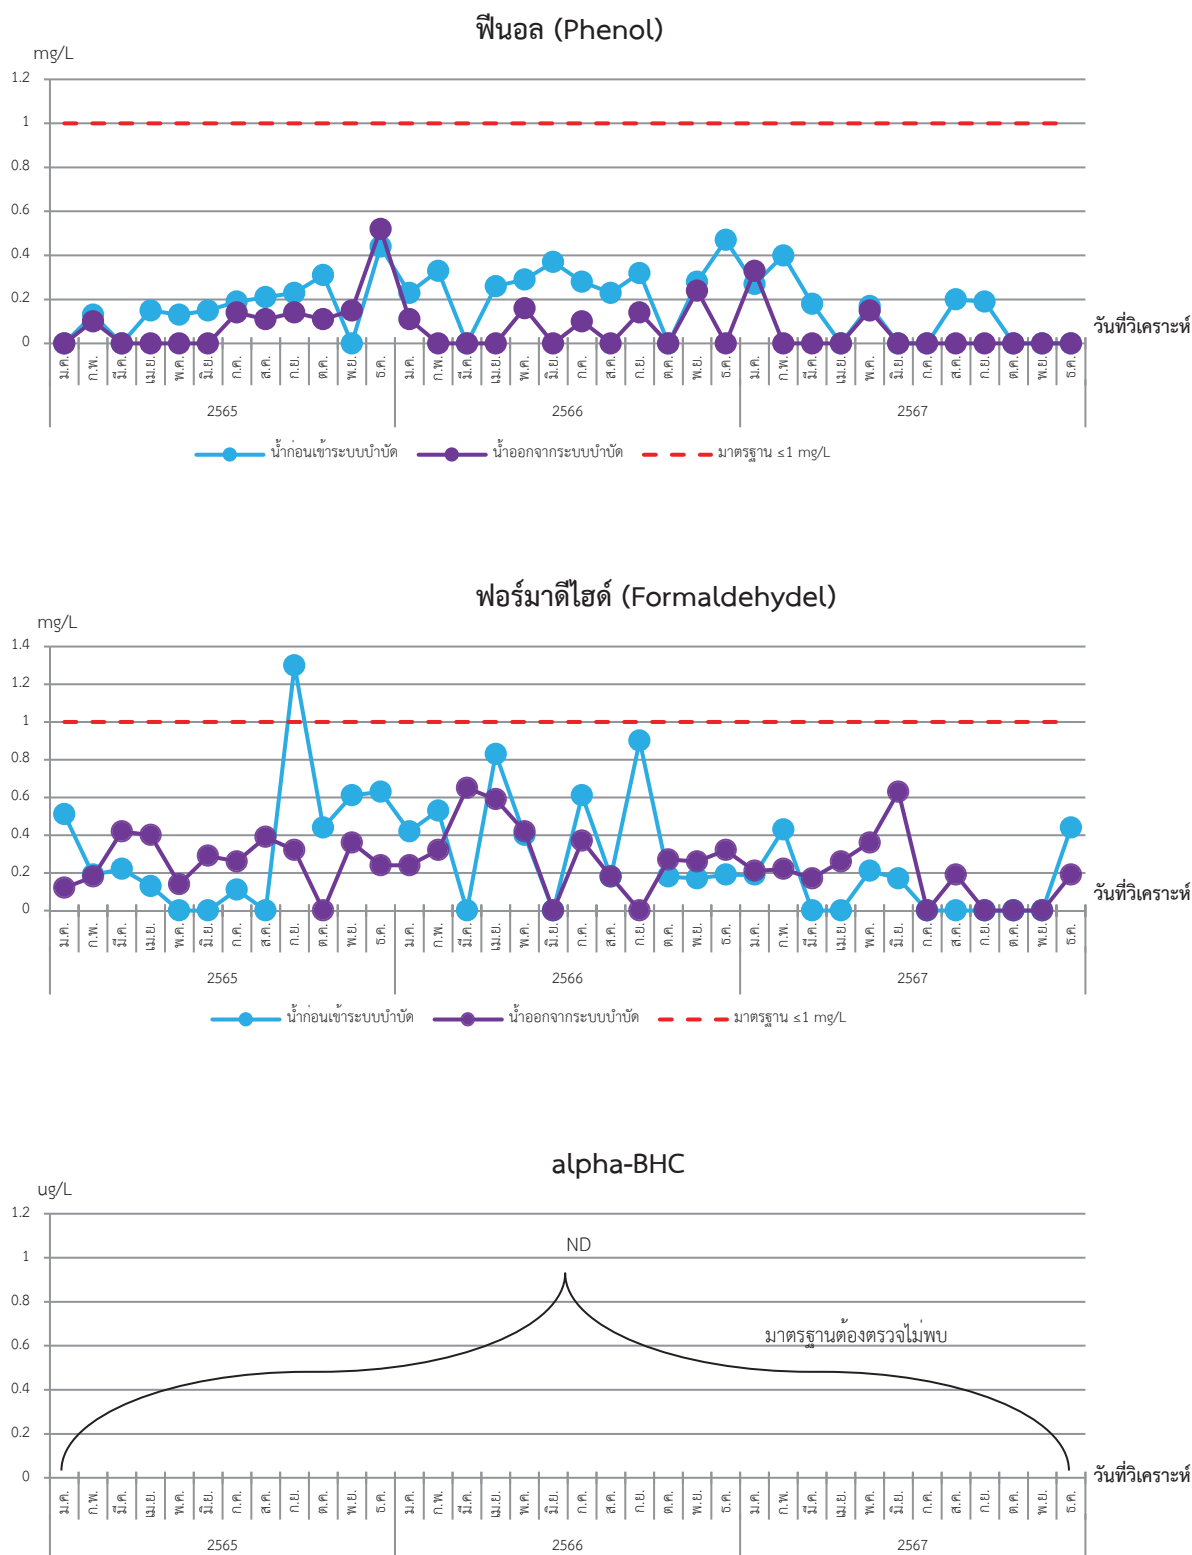 ฟีนอล (Phenol)
mg/L
1.2
1
0.8
0.6
0.4
0.2
0
วันที่วิเคราะห์
ม.ค. ก.พ. มี.ค. เม.ย. พ.ค. มิ.ย. ก.ค. ส.ค. ก.ย. ต.ค. พ.ย. ธ.ค. ม.ค. ก.พ. มี.ค. เม.ย. พ.ค. มิ.ย. ก.ค. ส.ค. ก.ย. ต.ค. พ.ย. ธ.ค. ม.ค. ก.พ. มี.ค. เม.ย. พ.ค. มิ.ย. ก.ค. ส.ค. ก.ย. ต.ค. พ.ย. ธ.ค.
2565 2566 2567
น้ำก่อนเข้าระบบบำบัด น้ำออกจากระบบบำบัด มาตรฐาน ≤1 mg/L
ฟอร์มาดีไฮด์ (Formaldehydel)
mg/L
1.4
1.2
1
0.8
0.6
0.4
0.2
0
วันที่วิเคราะห์
ม.ค. ก.พ. มี.ค. เม.ย. พ.ค. มิ.ย. ก.ค. ส.ค. ก.ย. ต.ค. พ.ย. ธ.ค. ม.ค. ก.พ. มี.ค. เม.ย. พ.ค. มิ.ย. ก.ค. ส.ค. ก.ย. ต.ค. พ.ย. ธ.ค. ม.ค. ก.พ. มี.ค. เม.ย. พ.ค. มิ.ย. ก.ค. ส.ค. ก.ย. ต.ค. พ.ย. ธ.ค.
2565 2566 2567
น้ำก่อนเข้าระบบบำบัด น้ำออกจากระบบบำบัด มาตรฐาน ≤1 mg/L
alpha-BHC
ug/L
1.2
1
ND
0.8
0.6
มาตรฐานต้องตรวจไม่พบ
0.4
0.2
0
วันที่วิเคราะห์
ม.ค. ก.พ. มี.ค. เม.ย. พ.ค. มิ.ย. ก.ค. ส.ค. ก.ย. ต.ค. พ.ย. ธ.ค. ม.ค. ก.พ. มี.ค. เม.ย. พ.ค. มิ.ย. ก.ค. ส.ค. ก.ย. ต.ค. พ.ย. ธ.ค. ม.ค. ก.พ. มี.ค. เม.ย. พ.ค. มิ.ย. ก.ค. ส.ค. ก.ย. ต.ค. พ.ย. ธ.ค.
2565 2566 2567